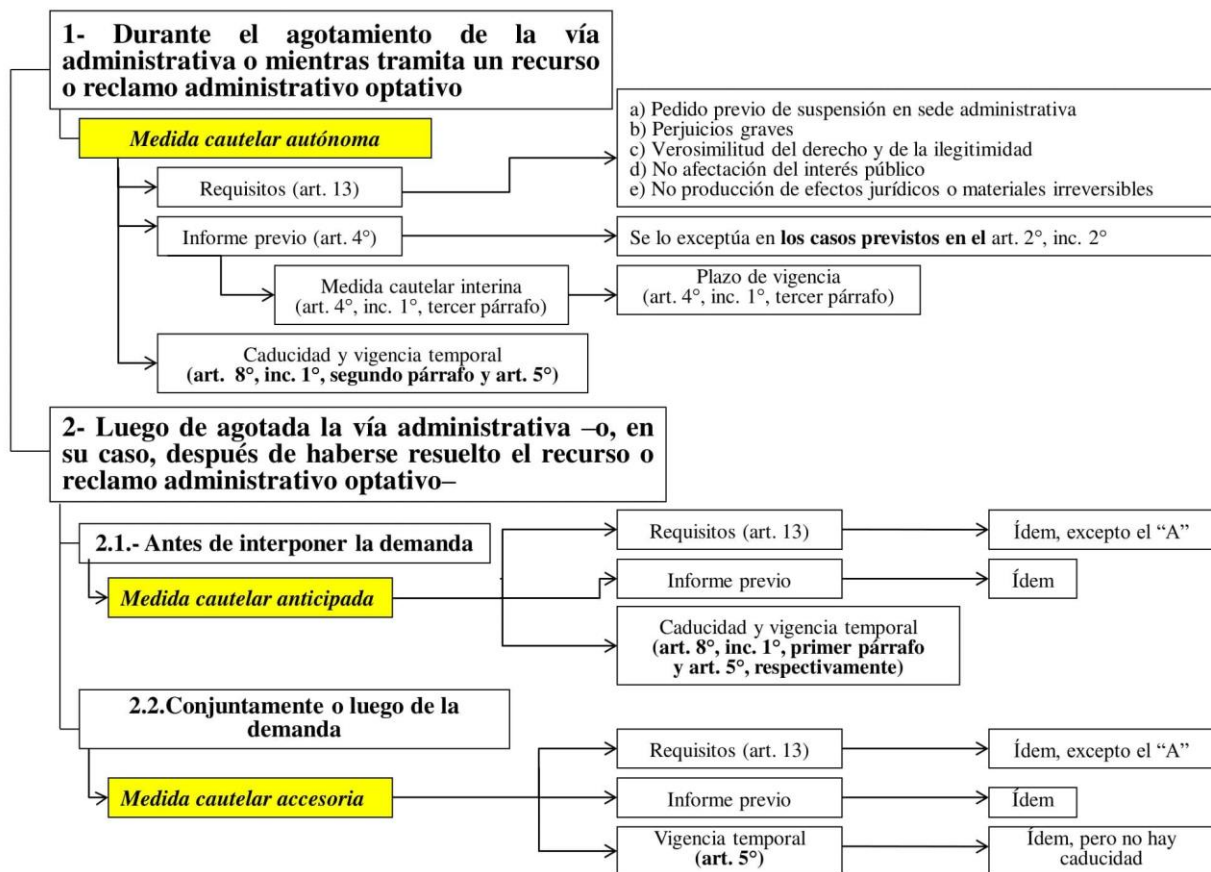 1- Durante el agotamiento de la vía
administrativa o mientras tramita un recurso
o reclamo administrativo optativo
Medida cautelar autónoma
Requisitos (art. 13)
a) Pedido previo de suspensión en sede administrativa
b) Perjuicios graves
c) Verosimilitud del derecho y de la ilegitimidad
d) No afectación del interés público
e) No producción de efectos jurídicos o materiales irreversibles
Informe previo (art. 4°)
Se lo exceptúa en los casos previstos en el art. 2°, inc. 2°
Medida cautelar interina
(art. 4°, inc. 1°, tercer párrafo)
Plazo de vigencia
(art. 4°, inc. 1°, tercer párrafo)
Caducidad y vigencia temporal
(art. 8°, inc. 1°, segundo párrafo y art. 5°)
2- Luego de agotada la vía administrativa –o, en
su caso, después de haberse resuelto el recurso o
reclamo administrativo optativo–
2.1.- Antes de interponer la demanda
Medida cautelar anticipada
Requisitos (art. 13)
Ídem, excepto el “A”
Informe previo
Ídem
Caducidad y vigencia temporal
(art. 8°, inc. 1°, primer párrafo
y art. 5°, respectivamente)
2.2.Conjuntamente o luego de la
demanda
Medida cautelar accesoria
Requisitos (art. 13)
Ídem, excepto el “A”
Informe previo
Ídem
Vigencia temporal
(art. 5°)
Ídem, pero no hay
caducidad